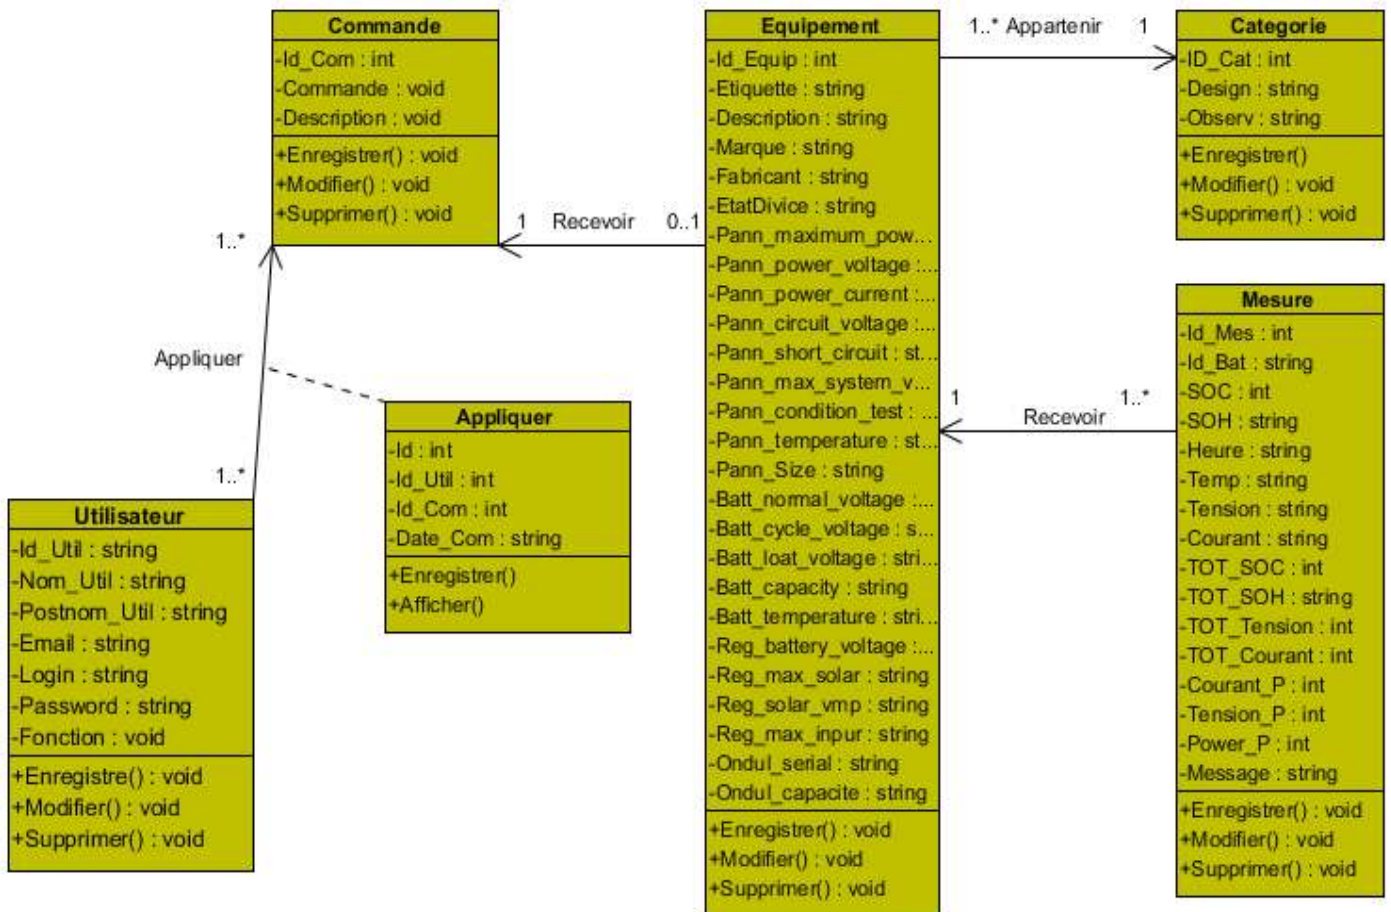 Commande
-Id_Com : int
-Commande : void
-Description : void
+Enregistrer() : void
+Modifier() : void
+Supprimer() : void
1 Recevoir 0..1
1..*
Appliquer
1..*
Appliquer
-Id : int
-Id_Util : int
-Id_Com : int
-Date_Com : string
+Enregistrer()
+Afficher()
Utilisateur
-Id_Util : string
-Nom_Util : string
-Postnom_Util : string
-Email : string
-Login : string
-Password : string
-Fonction : void
+Enregistre() : void
+Modifier() : void
+Supprimer() : void
Equipement
-Id_Equip : int
-Etiquette : string
-Description : string
-Marque : string
-Fabricant : string
-EtatDivice : string
-Pann_maximum_pow...
-Pann_power_voltage :...
-Pann_power_current :...
-Pann_circuit_voltage :...
-Pann_short_circuit : st...
-Pann_max_system_v...
-Pann_condition_test : ...
-Pann_temperature : st...
-Pann_Size : string
-Batt_normal_voltage :...
-Batt_cycle_voltage : s...
-Batt_loat_voltage : stri...
-Batt_capacity : string
-Batt_temperature : stri...
-Reg_battery_voltage :...
-Reg_max_solar : string
-Reg_solar_vmp : string
-Reg_max_inpur : string
-Ondul_serial : string
-Ondul_capacite : string
+Enregistrer() : void
+Modifier() : void
+Supprimer() : void
1..* Appartenir 1
Categorie
-ID_Cat : int
-Design : string
-Observ : string
+Enregistrer()
+Modifier() : void
+Supprimer() : void
1 Recevoir 1..*
Mesure
-Id_Mes : int
-Id_Bat : string
-SOC : int
-SOH : string
-Heure : string
-Temp : string
-Tension : string
-Courant : string
-TOT_SOC : int
-TOT_SOH : string
-TOT_Tension : int
-TOT_Courant : int
-Courant_P : int
-Tension_P : int
-Power_P : int
-Message : string
+Enregistrer() : void
+Modifier() : void
+Supprimer() : void